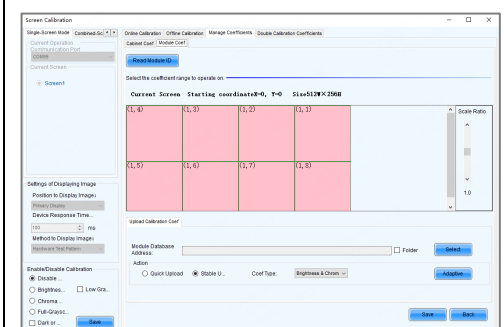 Screen Calibration
Single-Screen Mode Combined-Sc
Online Calibration Offline Calibration Manage Coefficients Double Calibration Coefficients
Current Operation
Communication Port
Cabinet Coef Module Coef
Read Module ID
Current Screen
Screen1
Select the coefficient range to operate on.
Current Screen Starting coordinateX=0, Y=0 Size512W×256H
(1, 4) (1, 3) (1, 2) (1, 1)
Scale Ratio
(1, 5) (1, 6) (1, 7) (1, 8)
1.0
Settings of Displaying Image
Position to Display Image:
Primary Display
Device Response Time...
100 ms
Method to Display Image:
Hardware Test Pattern
Upload Calibration Coef
Module Database Address:
Folder
Select
Action
Quick Upload Stable U... Coef Type: Brightness & Chrom
Adaptive
Enable/Disable Calibration
Disable ...
Brightnes... Low Gra...
Chroma...
Full-Graysc...
Dark or ... Save
Save Back